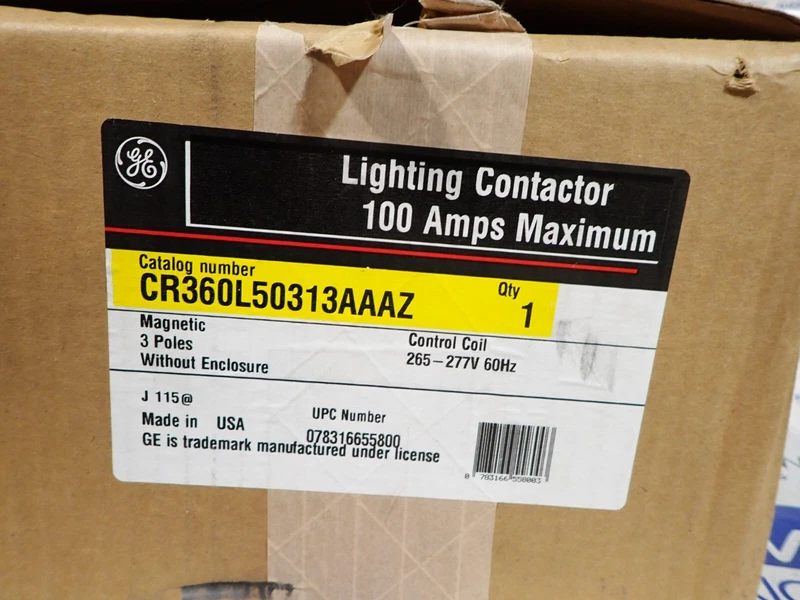 GE
Lighting Contactor
100 Amps Maximum
Catalog number
CR360L50313AAAZ
Qty
1
Magnetic
3 Poles
Without Enclosure
Control Coil
265-277V 60Hz
J 115@
Made in USA
UPC Number
078316655800
GE is trademark manufactured under license